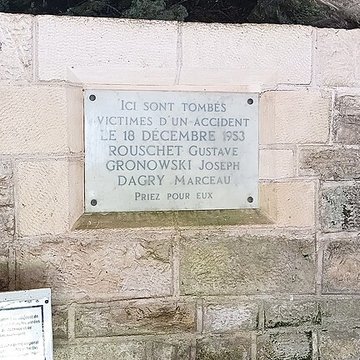 ICI SONT TOMBÉS
VICTIMES D'UN ACCIDENT
LE 18 DÉCEMBRE 1953
ROUSCHET GUSTAVE
GRONOWSKI JOSEPH
DAGRY MARCEAU
PRIEZ POUR EUX